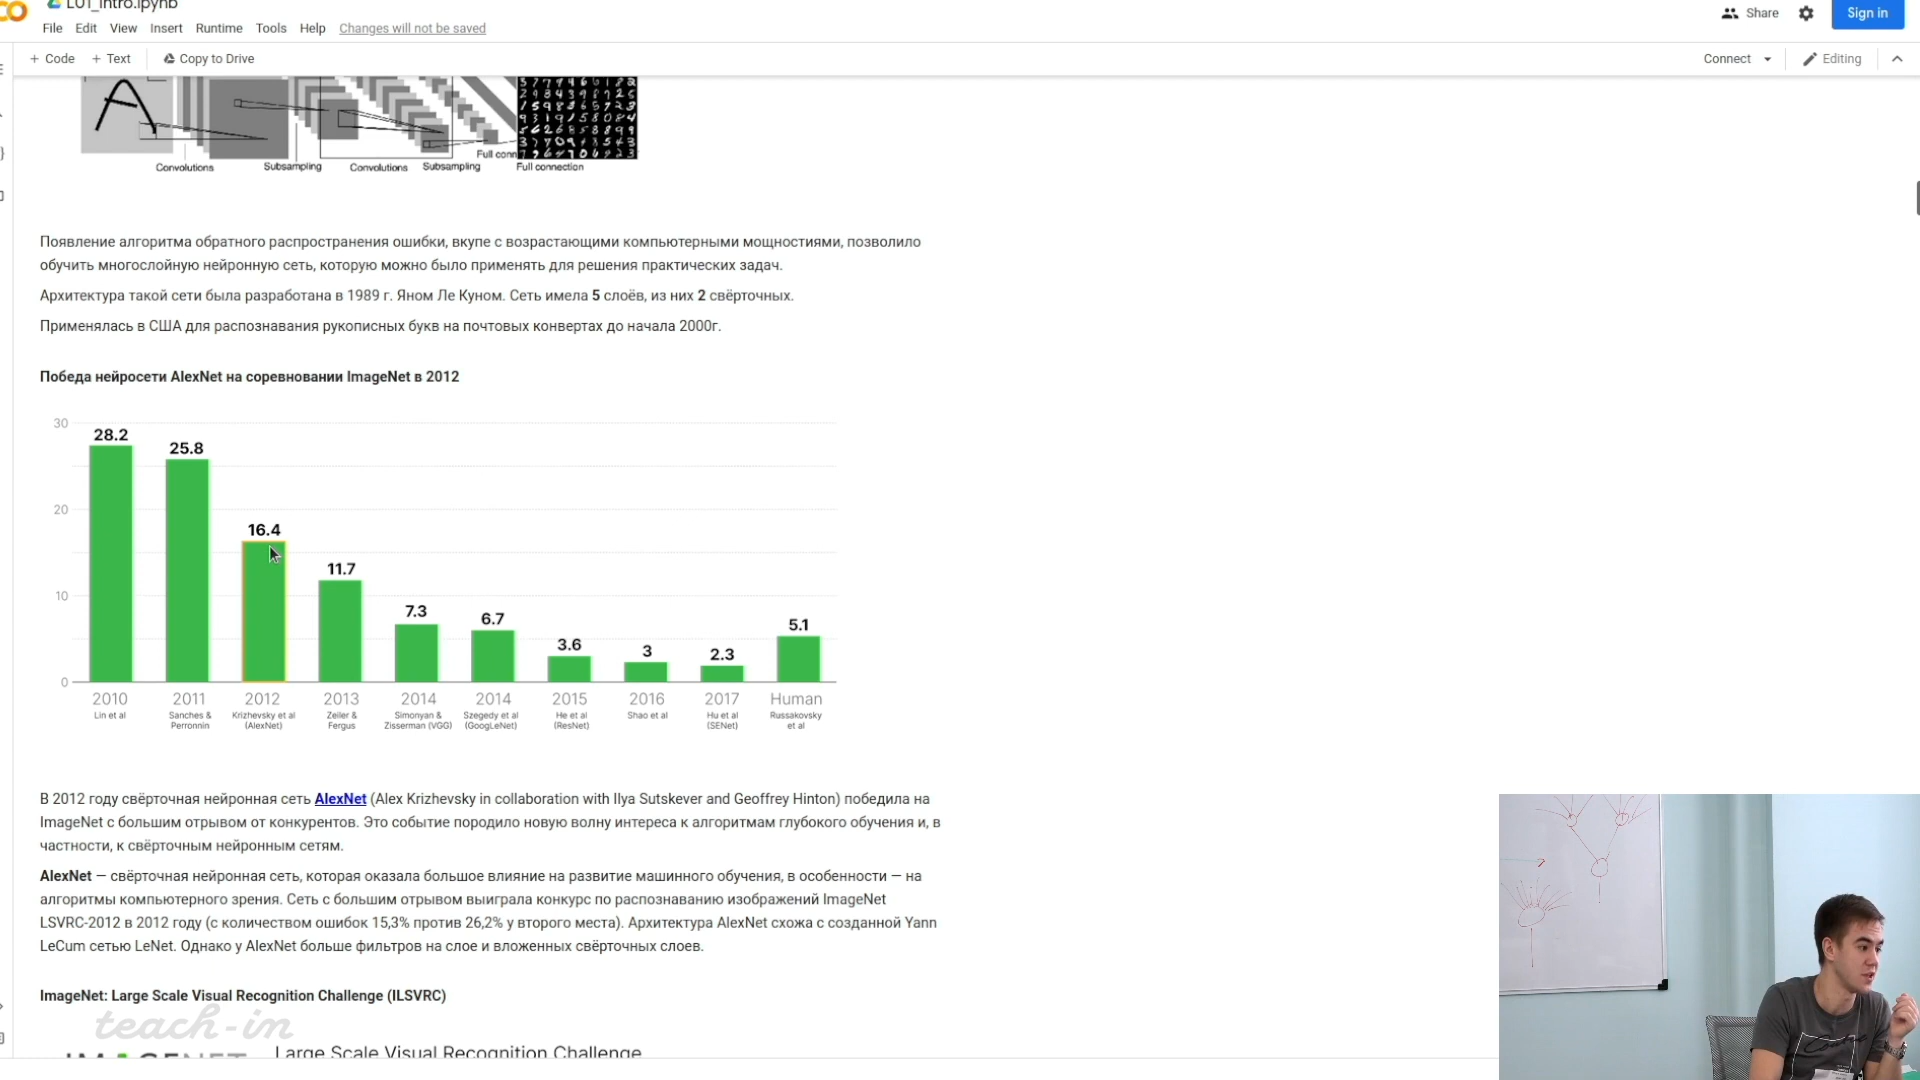 L01_Intro.ipynb
Share
Sign in
File Edit View Insert Runtime Tools Help Changes will not be saved
+ Code + Text Copy to Drive
Connect
Editing
A
Full conn
Convolutions Subsampling Convolutions Subsampling Full connection
Появление алгоритма обратного распространения ошибки, вкупе с возрастающими компьютерными мощностями, позволило
обучить многослойную нейронную сеть, которую можно было применять для решения практических задач.
Архитектура такой сети была разработана в 1989 г. Яном Ле Куном. Сеть имела 5 слоёв, из них 2 свёрточных.
Применялась в США для распознавания рукописных букв на почтовых конвертах до начала 2000г.
Победа нейросети AlexNet на соревновании ImageNet в 2012
30
20
10
0
28.2 25.8 16.4 11.7 7.3 6.7 3.6 3 2.3 5.1
2010 2011 2012 2013 2014 2014 2015 2016 2017 Human
Lin et al Sanches & Krizhevsky et al Zeiler & Simonyan & Szegedy et al He et al Shao et al Hu et al Russakovsky
Perronnin (AlexNet) Fergus Zisserman (VGG) (GoogLeNet) (ResNet) (SENet) et al
В 2012 году свёрточная нейронная сеть AlexNet (Alex Krizhevsky in collaboration with Ilya Sutskever and Geoffrey Hinton) победила на
ImageNet с большим отрывом от конкурентов. Это событие породило новую волну интереса к алгоритмам глубокого обучения и, в
частности, к свёрточным нейронным сетям.
AlexNet — свёрточная нейронная сеть, которая оказала большое влияние на развитие машинного обучения, в особенности — на
алгоритмы компьютерного зрения. Сеть с большим отрывом выиграла конкурс по распознаванию изображений ImageNet
LSVRC-2012 в 2012 году (с количеством ошибок 15,3% против 26,2% у второго места). Архитектура AlexNet схожа с созданной Yann
LeCum сетью LeNet. Однако у AlexNet больше фильтров на слое и вложенных свёрточных слоев.
ImageNet: Large Scale Visual Recognition Challenge (ILSVRC)
teach-in
IMAGENET Large Scale Visual Recognition Challenge